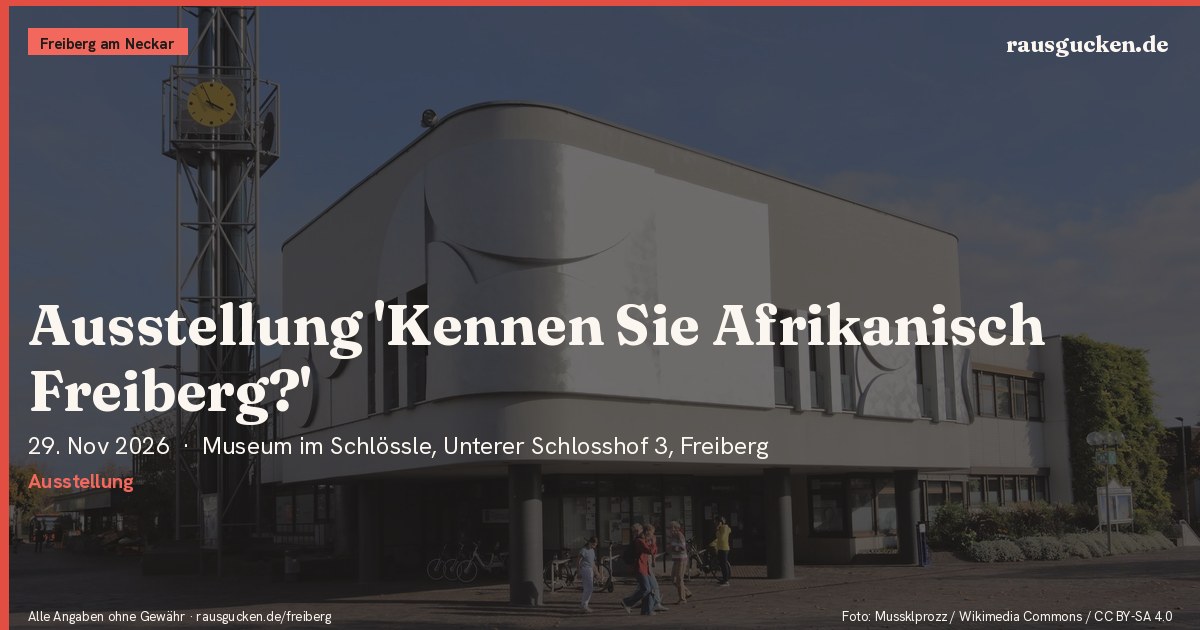 Freiberg am Neckar
rausgucken.de
Ausstellung 'Kennen Sie Afrikanisch
Freiberg?'
29. Nov 2026 · Museum im Schlössle, Unterer Schlosshof 3, Freiberg
Ausstellung
Alle Angaben ohne Gewähr · rausgucken.de/freiberg
Foto: Mussklprozz / Wikimedia Commons / CC BY-SA 4.0